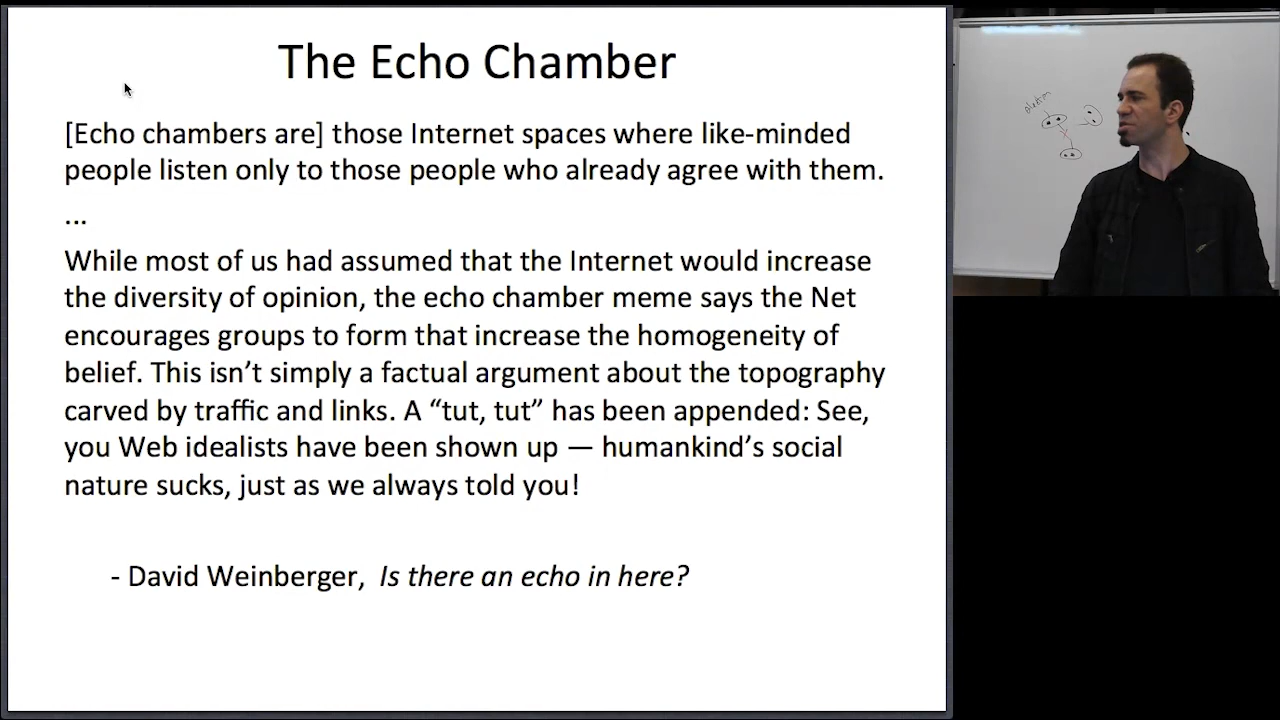 The Echo Chamber
[Echo chambers are] those Internet spaces where like-minded
people listen only to those people who already agree with them.
...
While most of us had assumed that the Internet would increase
the diversity of opinion, the echo chamber meme says the Net
encourages groups to form that increase the homogeneity of
belief. This isn’t simply a factual argument about the topography
carved by traffic and links. A “tut, tut” has been appended: See,
you Web idealists have been shown up — humankind’s social
nature sucks, just as we always told you!
- David Weinberger, Is there an echo in here?